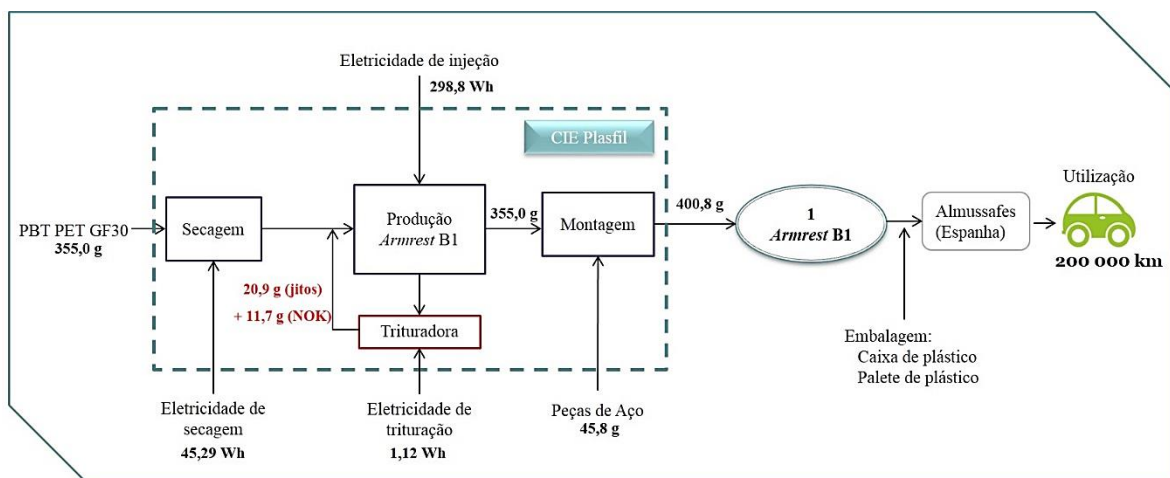 Eletricidade de injeção
298,8 Wh
CIE Plasfil
PBT PET GF30
355,0 g
Secagem
Produção
Armrest B1
355,0 g
Montagem
400,8 g
1
Armrest B1
Almussafes
(Espanha)
Utilização
200 000 km
20,9 g (jitos)
+ 11,7 g (NOK)
Trituradora
Embalagem:
Caixa de plástico
Palete de plástico
Eletricidade de
secagem
45,29 Wh
Eletricidade de
trituração
1,12 Wh
Peças de Aço
45,8 g